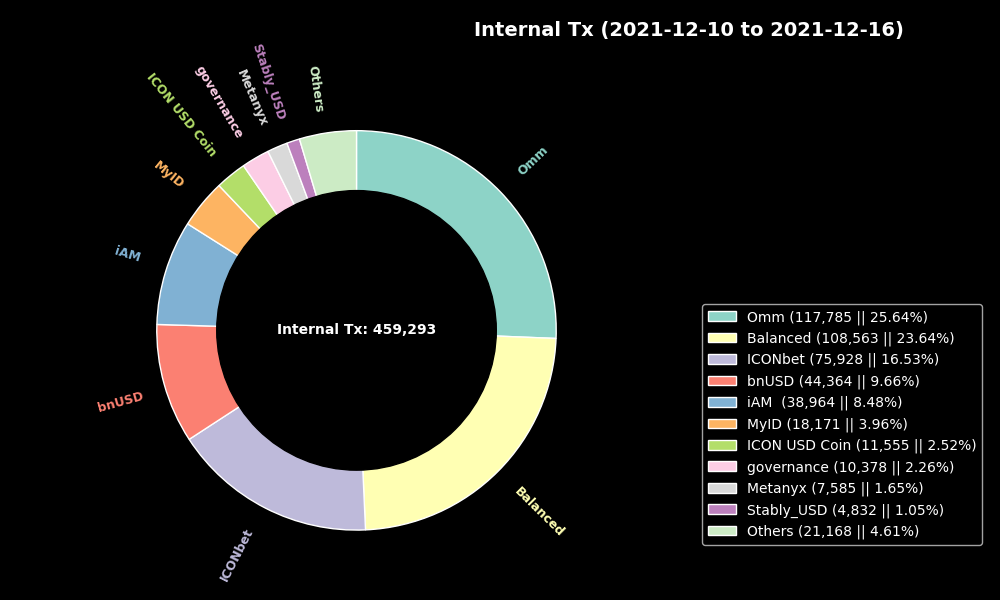 Internal Tx (2021-12-10 to 2021-12-16)
Omm
Others
Stably_USD
Metanyx
governance
ICON USD Coin
MyID
iAM
bnUSD
ICONbet
Balanced
Internal Tx: 459,293
Omm (117,785 || 25.64%)
Balanced (108,563 || 23.64%)
ICONbet (75,928 || 16.53%)
bnUSD (44,364 || 9.66%)
iAM  (38,964 || 8.48%)
MyID (18,171 || 3.96%)
ICON USD Coin (11,555 || 2.52%)
governance (10,378 || 2.26%)
Metanyx (7,585 || 1.65%)
Stably_USD (4,832 || 1.05%)
Others (21,168 || 4.61%)